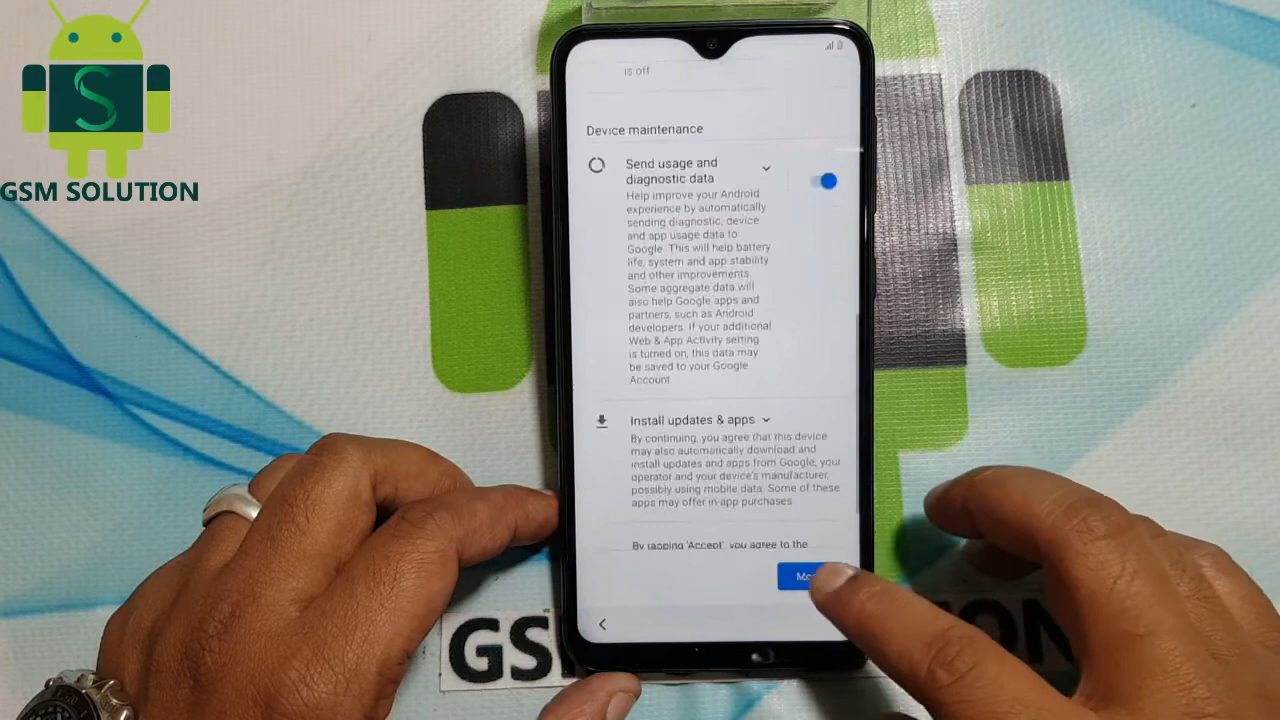 S
GSM SOLUTION
is off
Device maintenance
Send usage and
diagnostic data
Help improve your Android
experience by automatically
sending diagnostic, device
and app usage data to
Google. This will help battery
life, system and app stability
and other improvements.
Some aggregate data will
also help Google apps and
partners, such as Android
developers. If your additional
Web & App Activity setting
is turned on, this data may
be saved to your Google
Account.
Install updates & apps
By continuing, you agree that this device
may also automatically download and
install updates and apps from Google, your
operator and your device's manufacturer,
possibly using mobile data. Some of these
apps may offer in-app purchases
By tapping 'Accept', you agree to the